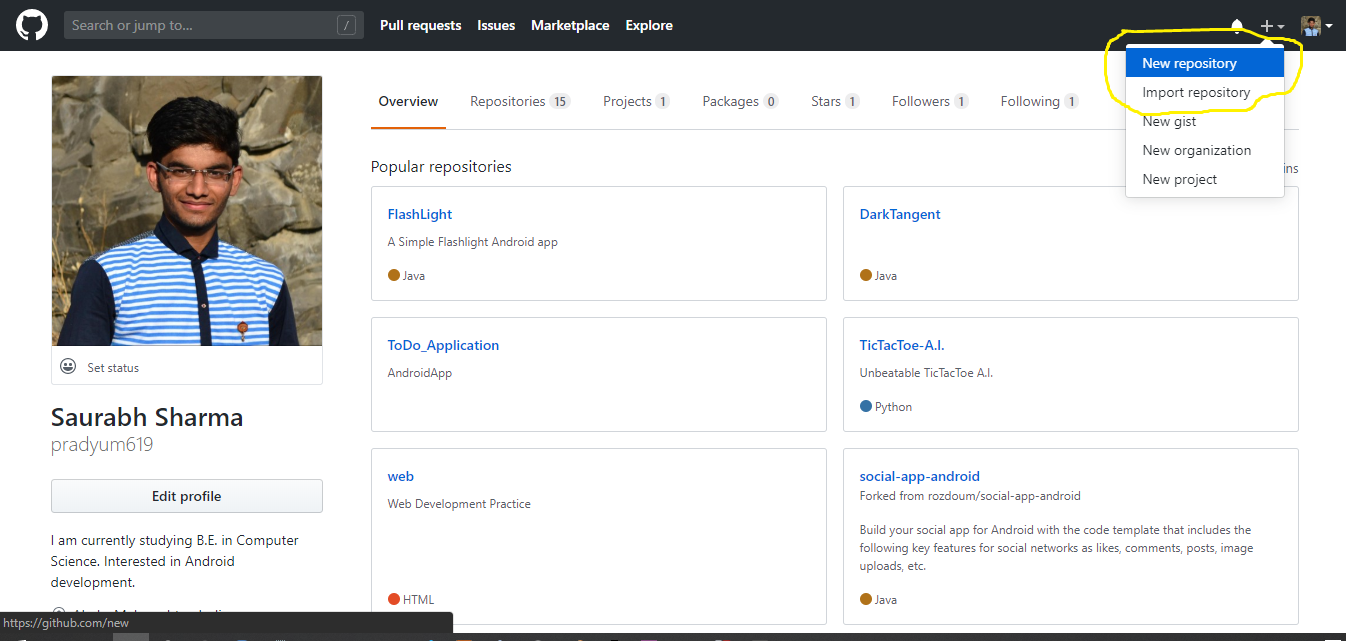 Search or jump to...
/
Pull requests
Issues
Marketplace
Explore
New repository
Import repository
New gist
New organization
New project
Overview
Repositories 15
Projects 1
Packages 0
Stars 1
Followers 1
Following 1
Popular repositories
FlashLight
A Simple Flashlight Android app
Java
DarkTangent
Java
ToDo_Application
AndroidApp
TicTacToe-A.I.
Unbeatable TicTacToe A.I.
Python
web
Web Development Practice
HTML
social-app-android
Forked from rozdoum/social-app-android
Build your social app for Android with the code template that includes the
following key features for social networks as likes, comments, posts, image
uploads, etc.
Java
Set status
Saurabh Sharma
pradyum619
Edit profile
I am currently studying B.E. in Computer
Science. Interested in Android
development.
https://github.com/new